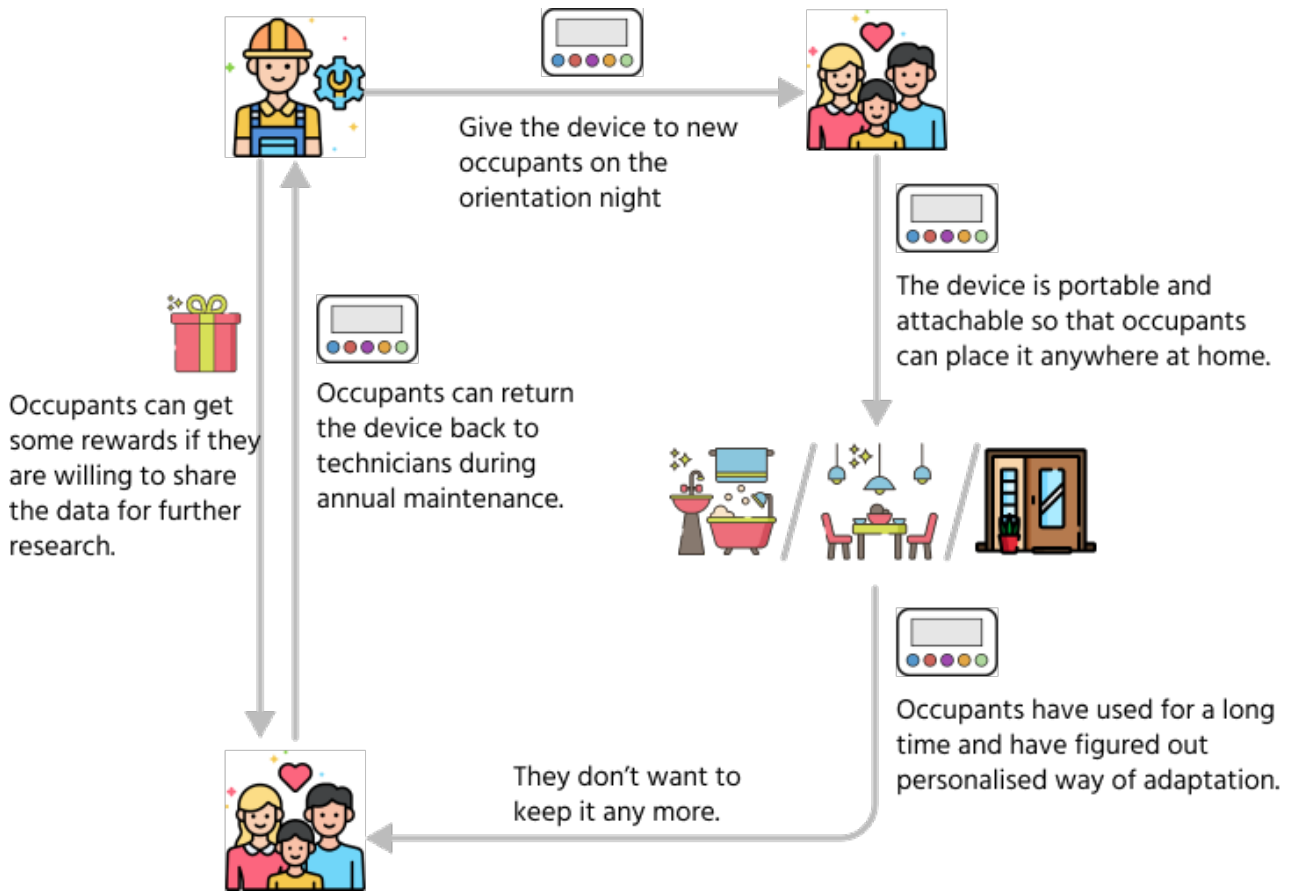 Give the device to new
occupants on the
orientation night
The device is portable and
attachable so that occupants
can place it anywhere at home.
Occupants can get
some rewards if they
are willing to share
the data for further
research.
Occupants can return
the device back to
technicians during
annual maintenance.
Occupants have used for a long
time and have figured out
personalised way of adaptation.
They don’t want to
keep it any more.